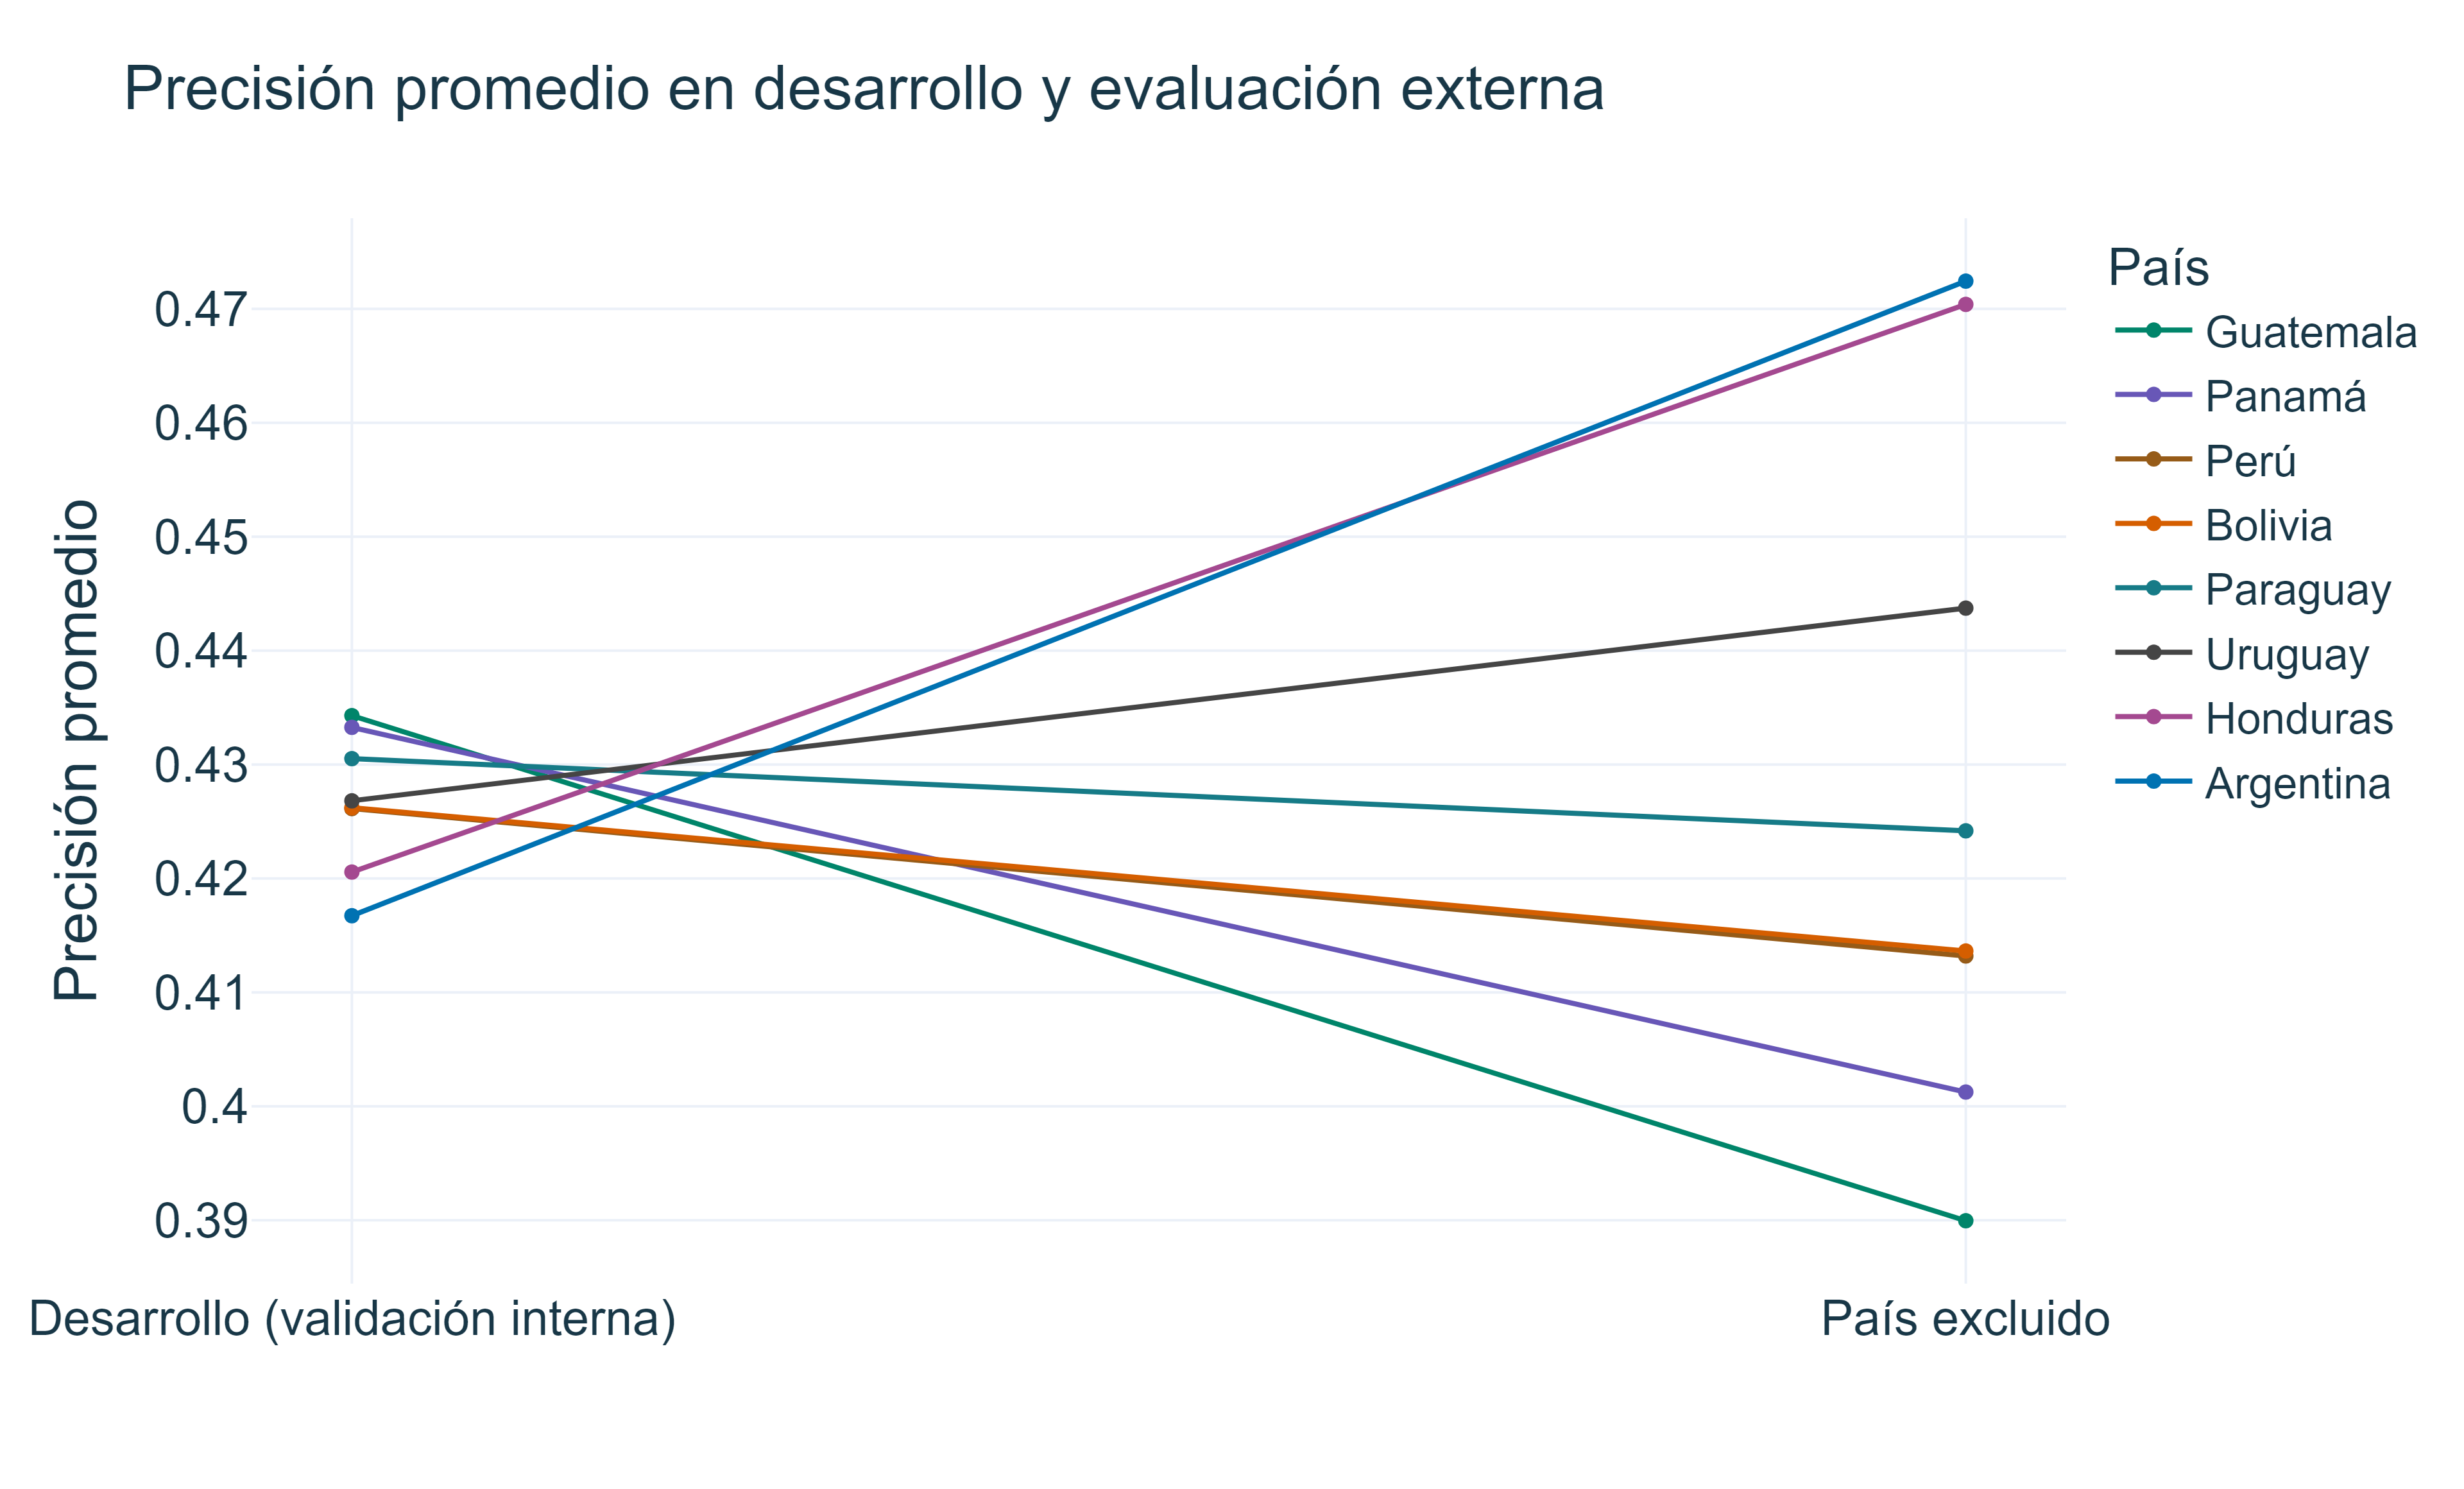 Precisión promedio en desarrollo y evaluación externa
Precisión promedio
0.47
0.46
0.45
0.44
0.43
0.42
0.41
0.4
0.39
Desarrollo (validación interna)
País excluido
País
Guatemala
Panamá
Perú
Bolivia
Paraguay
Uruguay
Honduras
Argentina